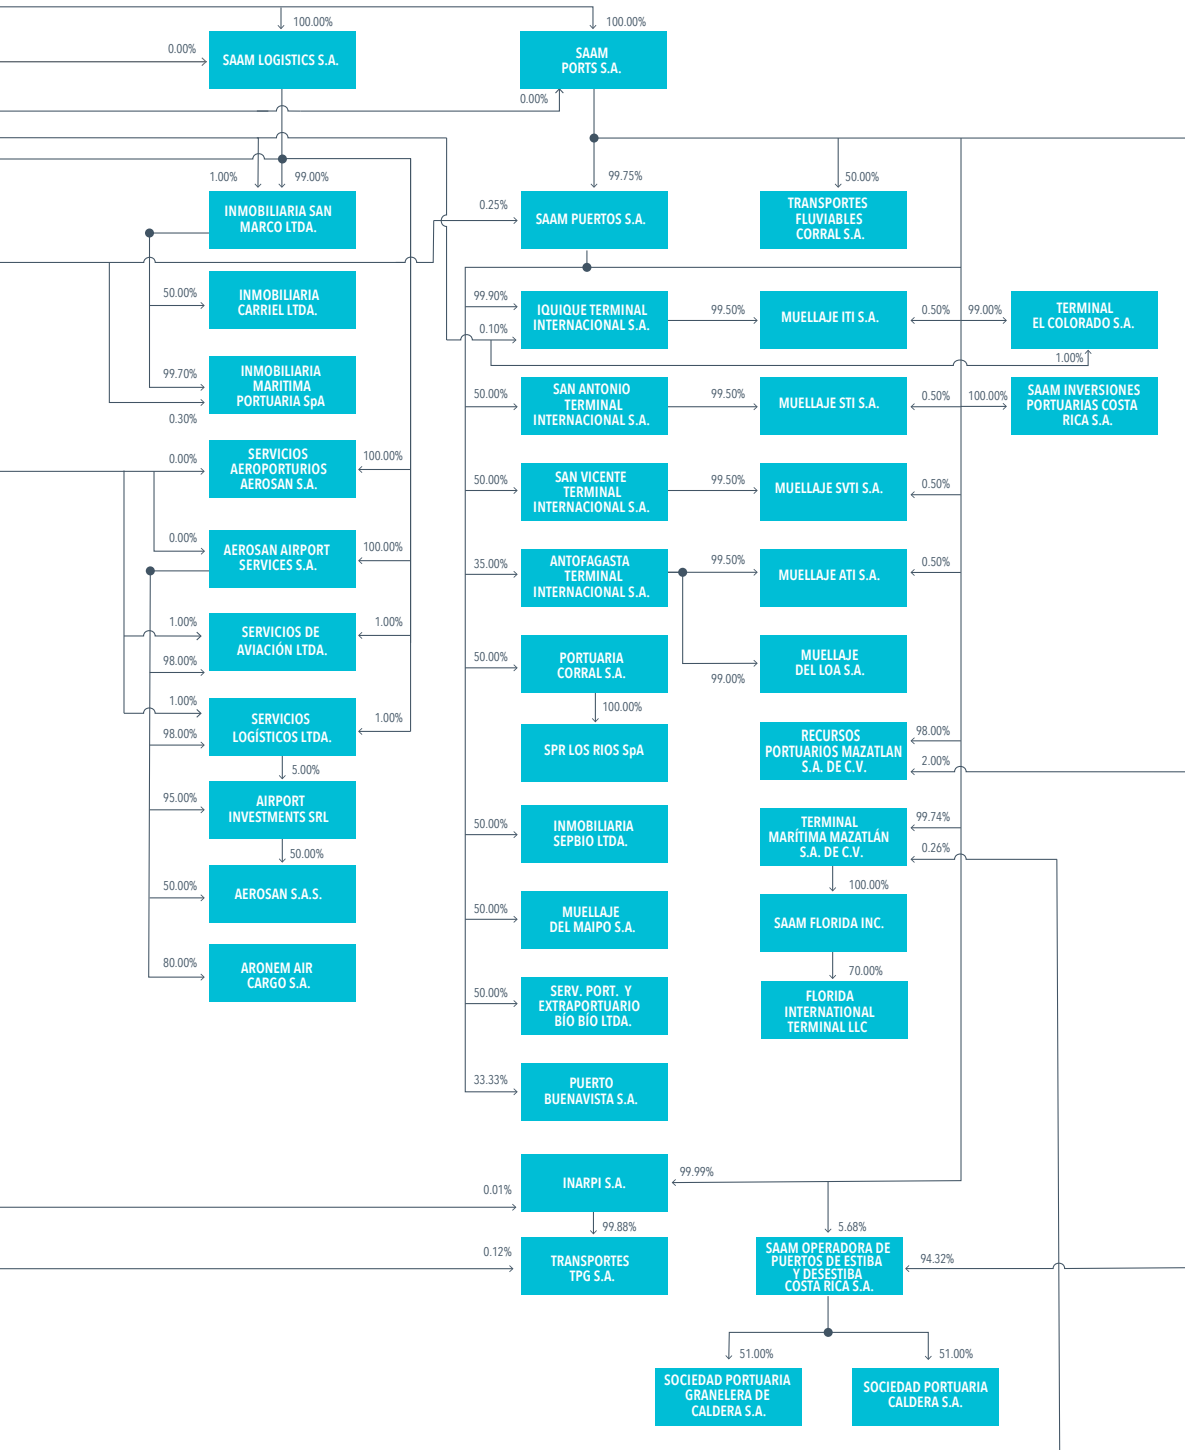 100.00%
100.00%
0.00%
SAAM LOGISTICS S.A.
SAAM
PORTS S.A.
0.00%
1.00%
99.00%
99.75%
50.00%
INMOBILIARIA SAN
MARCO LTDA.
0.25%
SAAM PUERTOS S.A.
TRANSPORTES
FLUVIABLES
CORRAL S.A.
50.00%
INMOBILIARIA
CARRIEL LTDA.
99.90%
0.10%
IQUIQUE TERMINAL
INTERNACIONAL S.A.
99.50%
MUELLAJE ITI S.A.
0.50%
99.00%
TERMINAL
EL COLORADO S.A.
1.00%
99.70%
INMOBILIARIA
MARITIMA
PORTUARIA SpA
0.30%
50.00%
SAN ANTONIO
TERMINAL
INTERNACIONAL S.A.
99.50%
MUELLAJE STI S.A.
0.50%
100.00%
SAAM INVERSIONES
PORTUARIAS COSTA
RICA S.A.
0.00%
SERVICIOS
AEROPORTURIOS
AEROSAN S.A.
100.00%
50.00%
SAN VICENTE
TERMINAL
INTERNACIONAL S.A.
99.50%
MUELLAJE SVTI S.A.
0.50%
0.00%
AEROSAN AIRPORT
SERVICES S.A.
100.00%
35.00%
ANTOFAGASTA
TERMINAL
INTERNACIONAL S.A.
99.50%
MUELLAJE ATI S.A.
0.50%
1.00%
98.00%
SERVICIOS DE
AVIACIÓN LTDA.
1.00%
50.00%
PORTUARIA
CORRAL S.A.
99.00%
MUELLAJE
DEL LOA S.A.
1.00%
98.00%
SERVICIOS
LOGÍSTICOS LTDA.
1.00%
100.00%
SPR LOS RIOS SpA
RECURSOS
PORTUARIOS MAZATLAN
S.A. DE C.V.
98.00%
2.00%
5.00%
95.00%
AIRPORT
INVESTMENTS SRL
50.00%
INMOBILIARIA
SEPBIO LTDA.
TERMINAL
MARÍTIMA MAZATLÁN
S.A. DE C.V.
99.74%
0.26%
50.00%
50.00%
AEROSAN S.A.S.
100.00%
50.00%
MUELLAJE
DEL MAIPO S.A.
SAAM FLORIDA INC.
80.00%
ARONEM AIR
CARGO S.A.
70.00%
50.00%
SERV. PORT. Y
EXTRAPORTUARIO
BÍO BÍO LTDA.
FLORIDA
INTERNATIONAL
TERMINAL LLC
33.33%
PUERTO
BUENAVISTA S.A.
0.01%
INARPI S.A.
99.99%
99.88%
5.68%
0.12%
TRANSPORTES
TPG S.A.
SAAM OPERADORA DE
PUERTOS DE ESTIBA
Y DESESTIBA
COSTA RICA S.A.
94.32%
51.00%
51.00%
SOCIEDAD PORTUARIA
GRANELERA DE
CALDERA S.A.
SOCIEDAD PORTUARIA
CALDERA S.A.